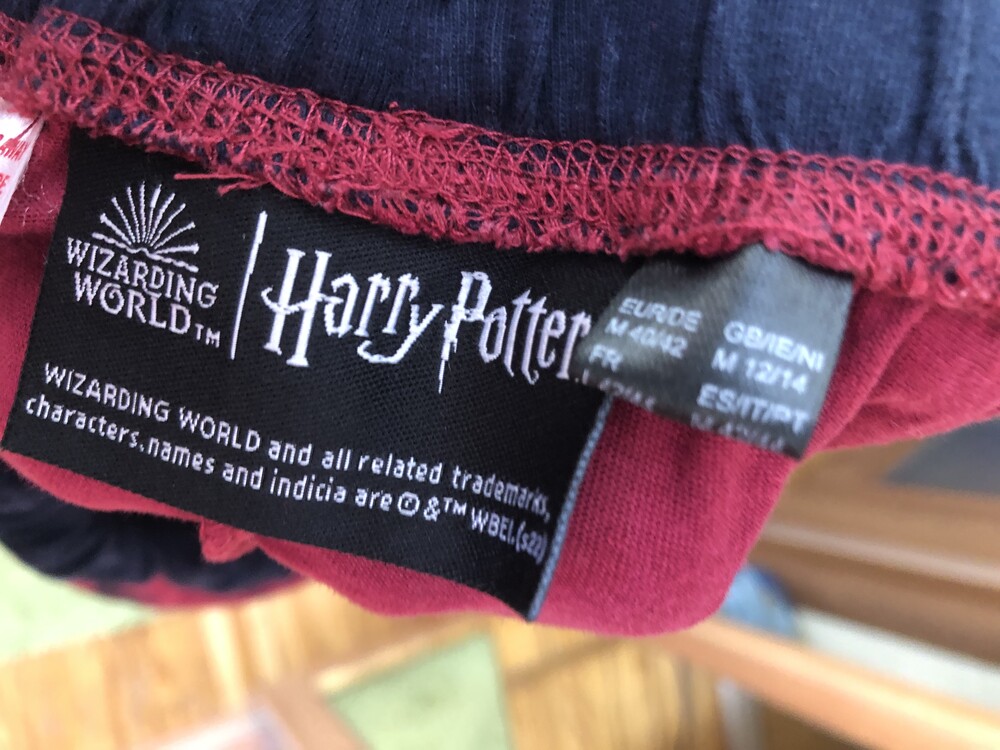 WIZARDING
WORLD™
Harry Potter
WIZARDING WORLD and all related trademarks,
characters, names and indicia are © & ™ WBEI. (s22)
EUR/DE
M 40/42
FR
GB/IE/NI
M 12/14
ES/IT/PT